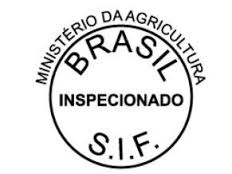 MINISTÉRIO DA AGRICULTURA
BRASIL
INSPECIONADO
S.I.F.